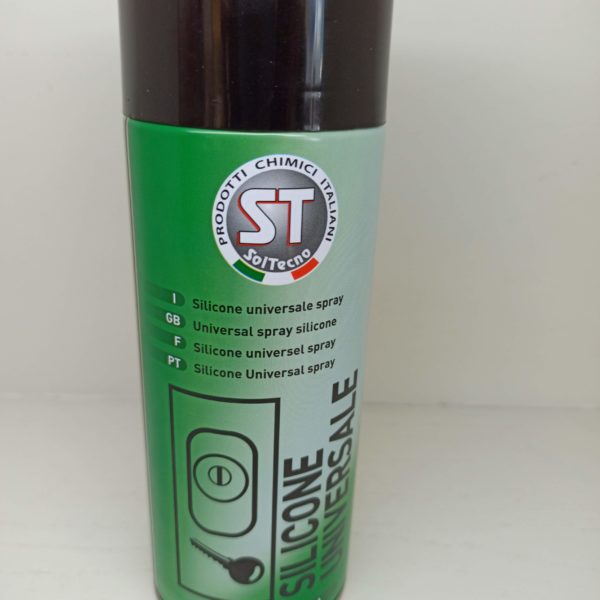 PRODOTTI CHIMICI ITALIANI
ST
SolTecno
I Silicone universale spray
GB Universal spray silicone
F Silicone universel spray
PT Silicone Universal spray
SILICONE
UNIVERSALE